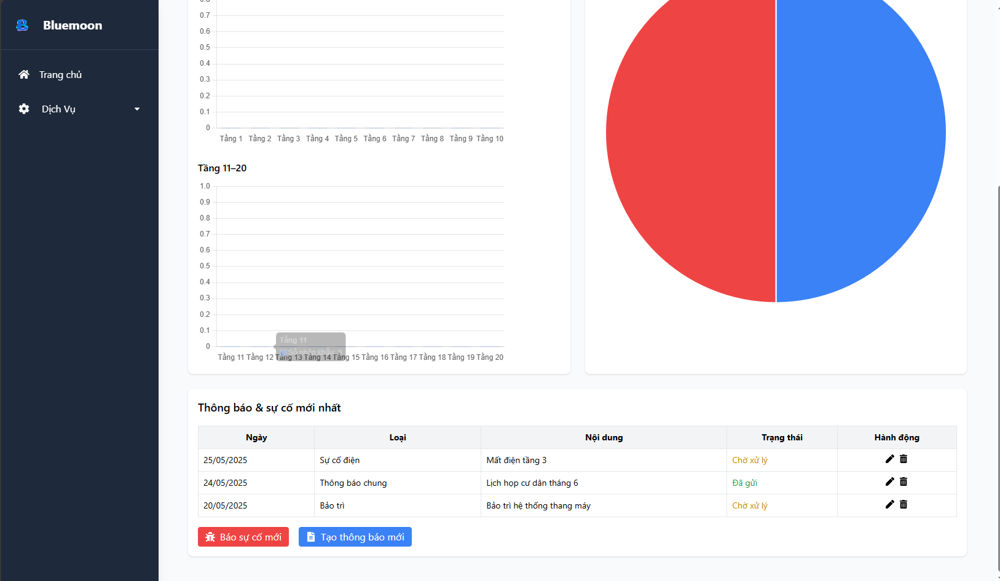 Bluemoon
Trang chủ
Dịch Vụ
0.7
0.6
0.5
0.4
0.3
0.2
0.1
0
Tầng 1 Tầng 2 Tầng 3 Tầng 4 Tầng 5 Tầng 6 Tầng 7 Tầng 8 Tầng 9 Tầng 10
Tầng 11–20
1.0
0.9
0.8
0.7
0.6
0.5
0.4
0.3
0.2
0.1
0
Tầng 11
Số nhân khẩu: 0
Tầng 11 Tầng 12 Tầng 13 Tầng 14 Tầng 15 Tầng 16 Tầng 17 Tầng 18 Tầng 19 Tầng 20
Thông báo & sự cố mới nhất
Ngày Loại Nội dung Trạng thái Hành động
25/05/2025 Sự cố điện Mất điện tầng 3 Chờ xử lý
24/05/2025 Thông báo chung Lịch họp cư dân tháng 6 Đã gửi
20/05/2025 Bảo trì Bảo trì hệ thống thang máy Chờ xử lý
Báo sự cố mới Tạo thông báo mới